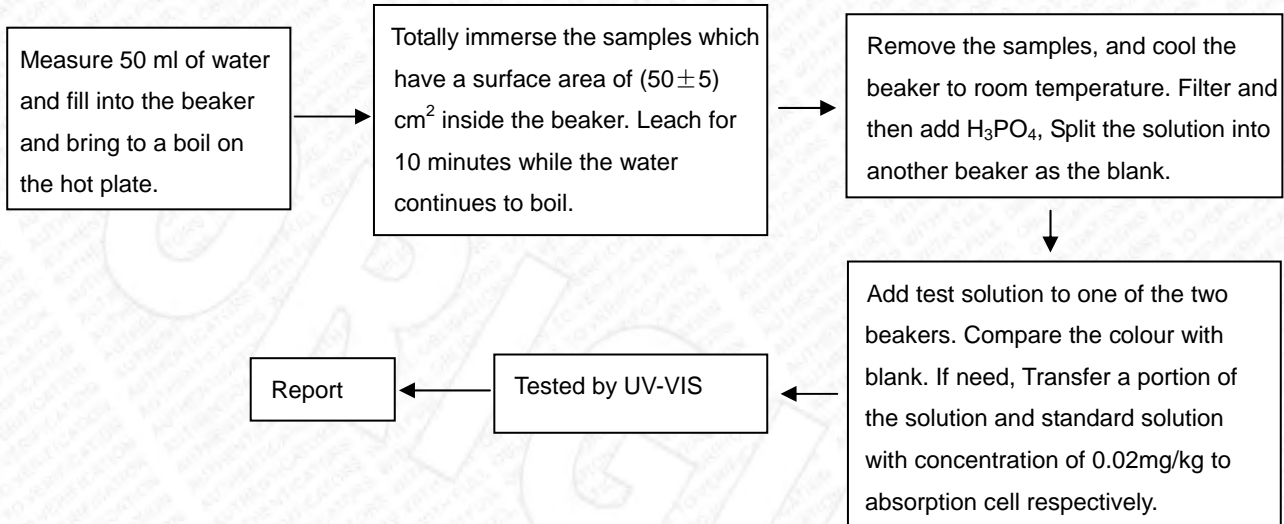 Measure 50 ml of water
and fill into the beaker
and bring to a boil on
the hot plate.
Totally immerse the samples which
have a surface area of (50±5)
cm² inside the beaker. Leach for
10 minutes while the water
continues to boil.
Remove the samples, and cool the
beaker to room temperature. Filter and
then add H₃PO₄, Split the solution into
another beaker as the blank.
Add test solution to one of the two
beakers. Compare the colour with
blank. If need, Transfer a portion of
the solution and standard solution
with concentration of 0.02mg/kg to
absorption cell respectively.
Tested by UV-VIS
Report